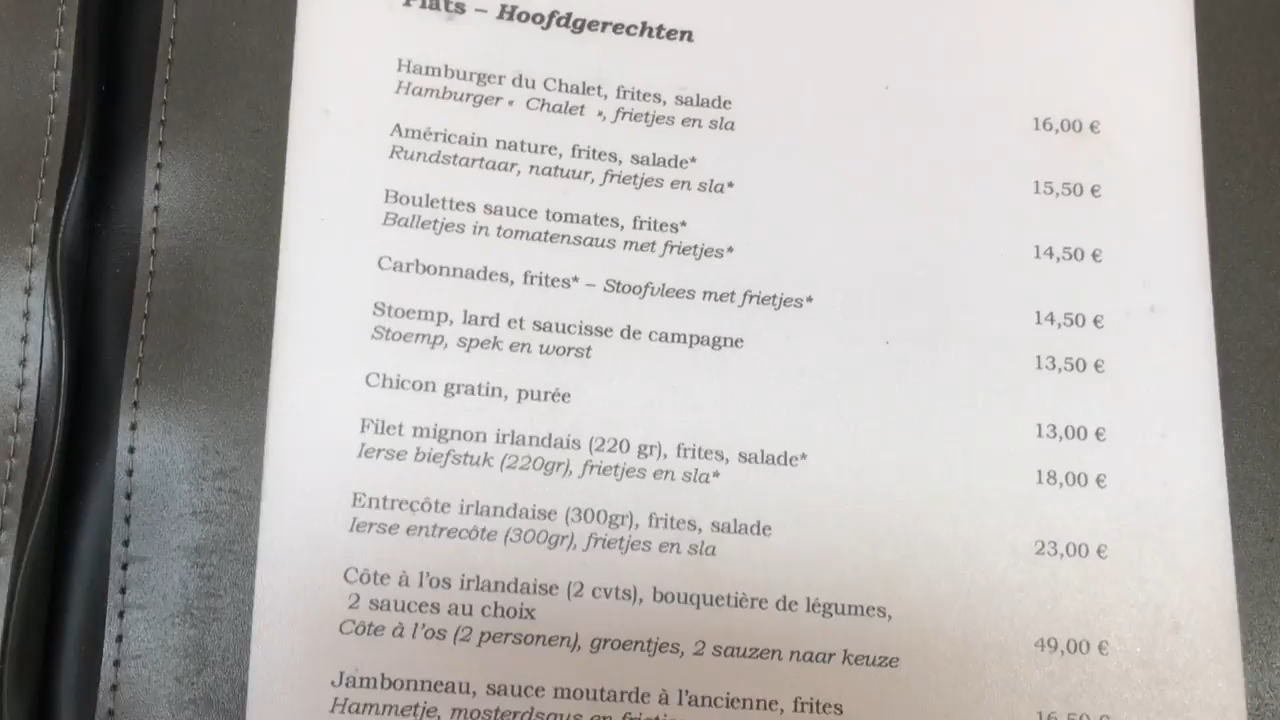 Plats – Hoofdgerechten
Hamburger du Chalet, frites, salade
Hamburger « Chalet », frietjes en sla
16,00 €
Américain nature, frites, salade*
Rundstartaar, natuur, frietjes en sla*
15,50 €
Boulettes sauce tomates, frites*
Balletjes in tomatensaus met frietjes*
14,50 €
Carbonnades, frites* – Stoofvlees met frietjes*
14,50 €
Stoemp, lard et saucisse de campagne
Stoemp, spek en worst
13,50 €
Chicon gratin, purée
13,00 €
Filet mignon irlandais (220 gr), frites, salade*
Ierse biefstuk (220gr), frietjes en sla*
18,00 €
Entrecôte irlandaise (300gr), frites, salade
Ierse entrecôte (300gr), frietjes en sla
23,00 €
Côte à l'os irlandaise (2 cvts), bouquetière de légumes,
2 sauces au choix
Côte à l'os (2 personen), groentjes, 2 sauzen naar keuze
49,00 €
Jambonneau, sauce moutarde à l'ancienne, frites
Hammetje, mosterdsaus en
16,50